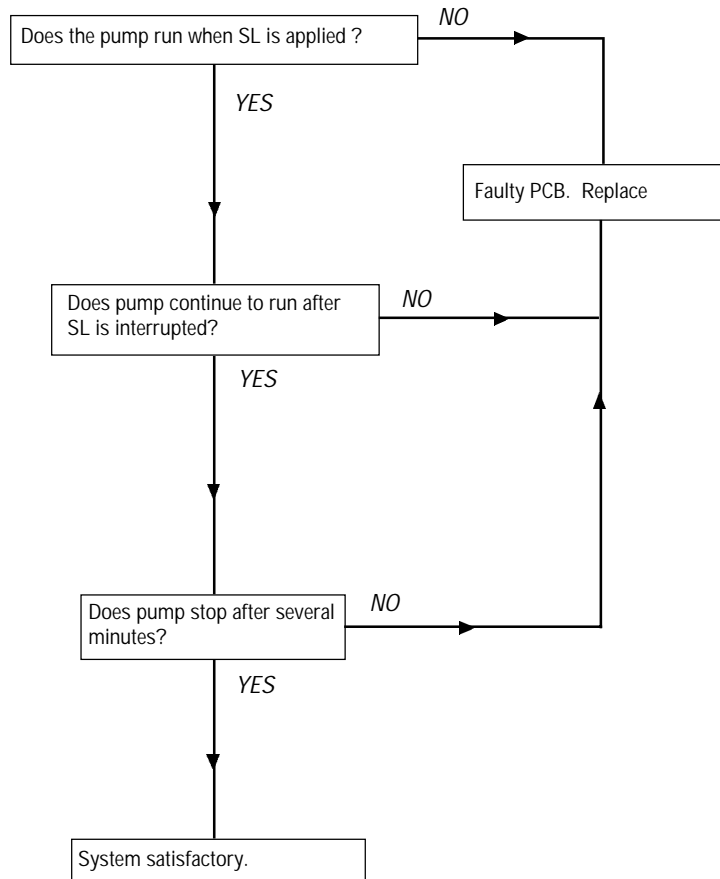 Does the pump run when SL is applied ?
NO
YES
Faulty PCB. Replace
Does pump continue to run after
SL is interrupted?
NO
YES
Does pump stop after several
minutes?
NO
YES
System satisfactory.